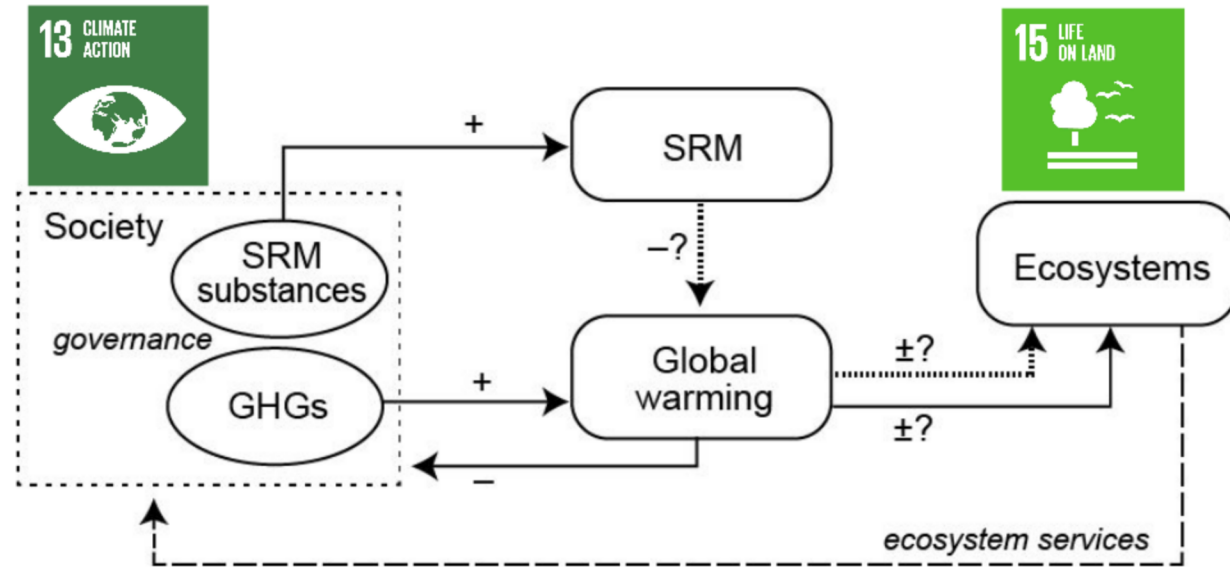 13 CLIMATE
ACTION
15 LIFE
ON LAND
+
SRM
Society
SRM
substances
–?
Ecosystems
governance
GHGs
+
Global
warming
±?
±?
–
ecosystem services